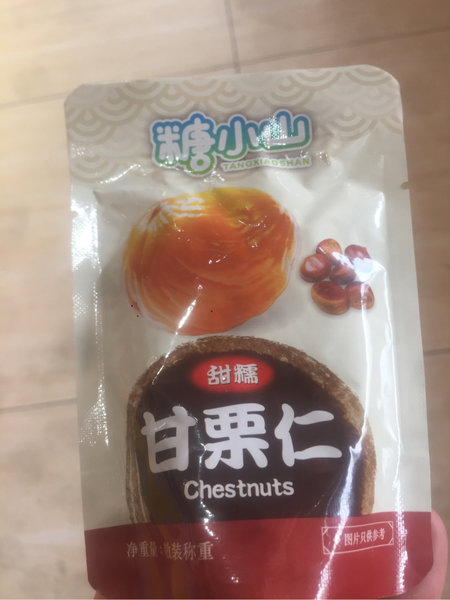 糖小山
TANGXIAOSHAN
甜糯
甘栗仁
Chestnuts
图片只供参考
净重量:散装称重